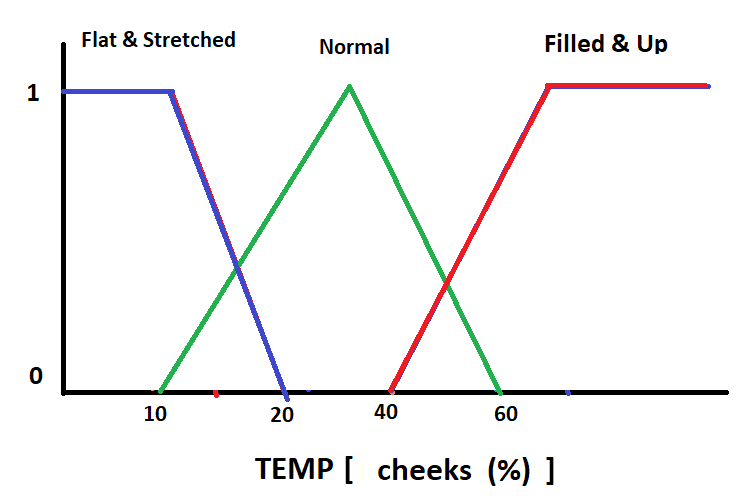 Flat & Stretched
Normal
Filled & Up
1
0
10
20
40
60
TEMP [ cheeks (%) ]